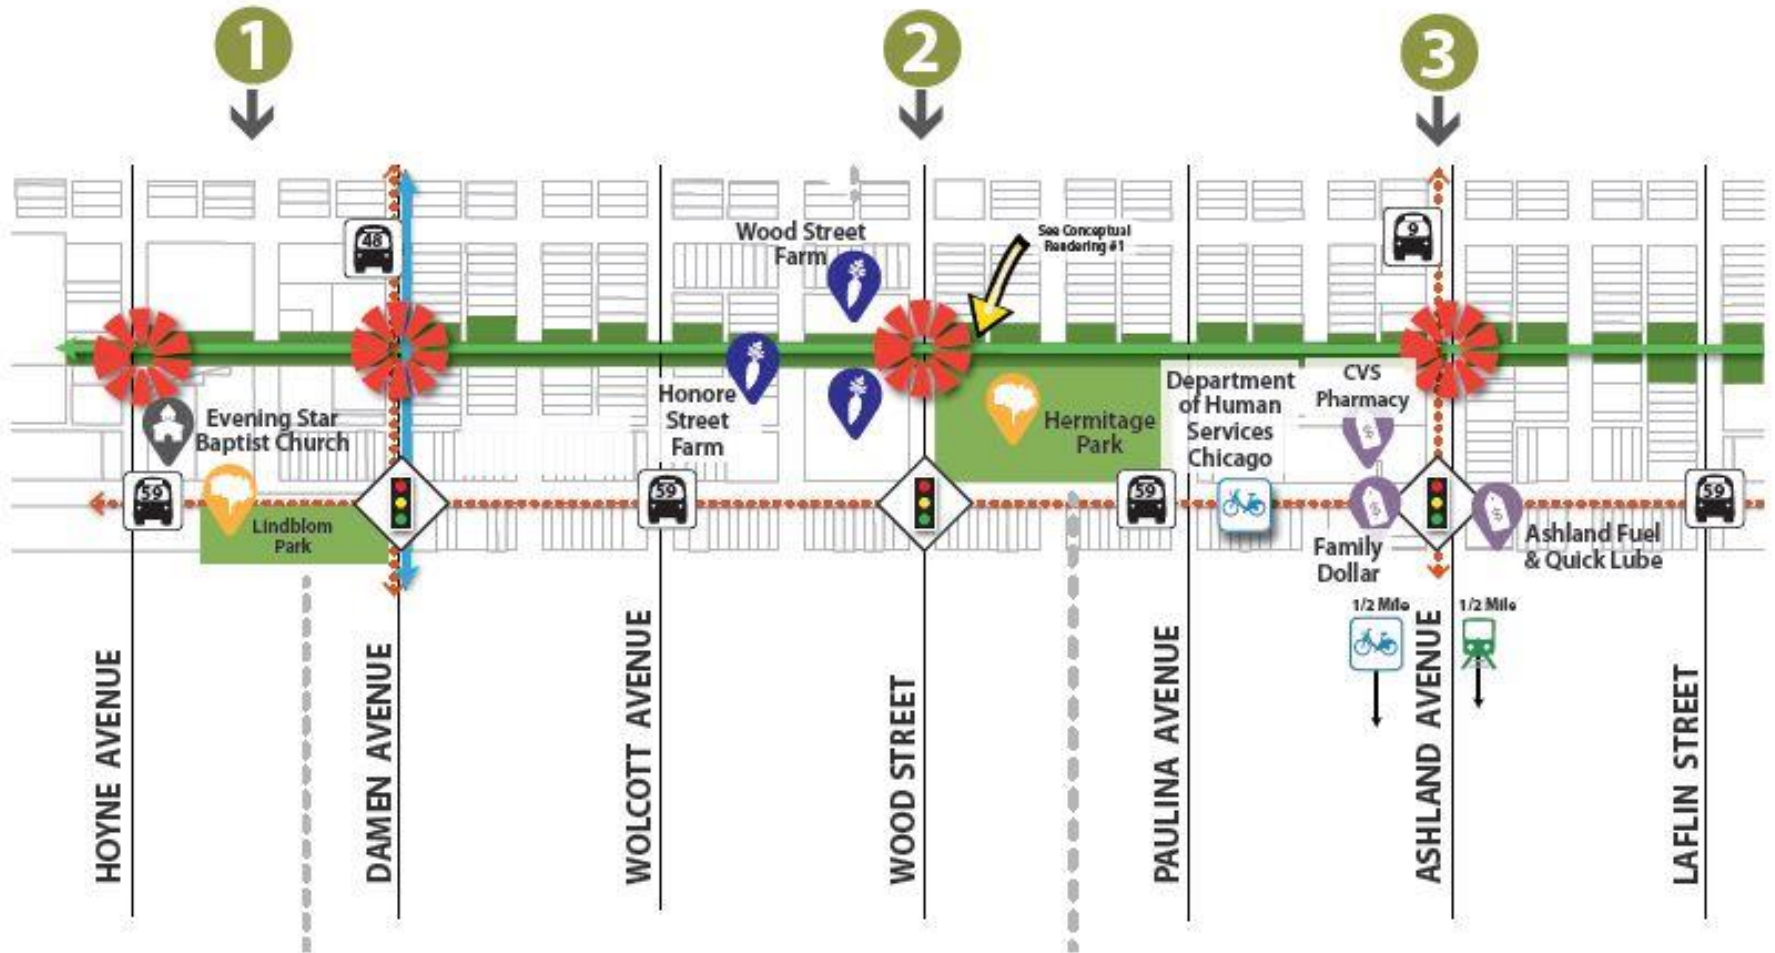 1
2
3
48
9
Wood Street
Farm
See Conceptual
Rendering #1
Honore
Street
Farm
Evening Star
Baptist Church
Hermitage
Park
Department
of Human
Services
Chicago
CVS
Pharmacy
$
59
59
59
59
$
$
Lindblom
Park
Family
Dollar
Ashland Fuel
& Quick Lube
1/2 Mile
1/2 Mile
HOYNE AVENUE
DAMEN AVENUE
WOLCOTT AVENUE
WOOD STREET
PAULINA AVENUE
ASHLAND AVENUE
LAFLIN STREET